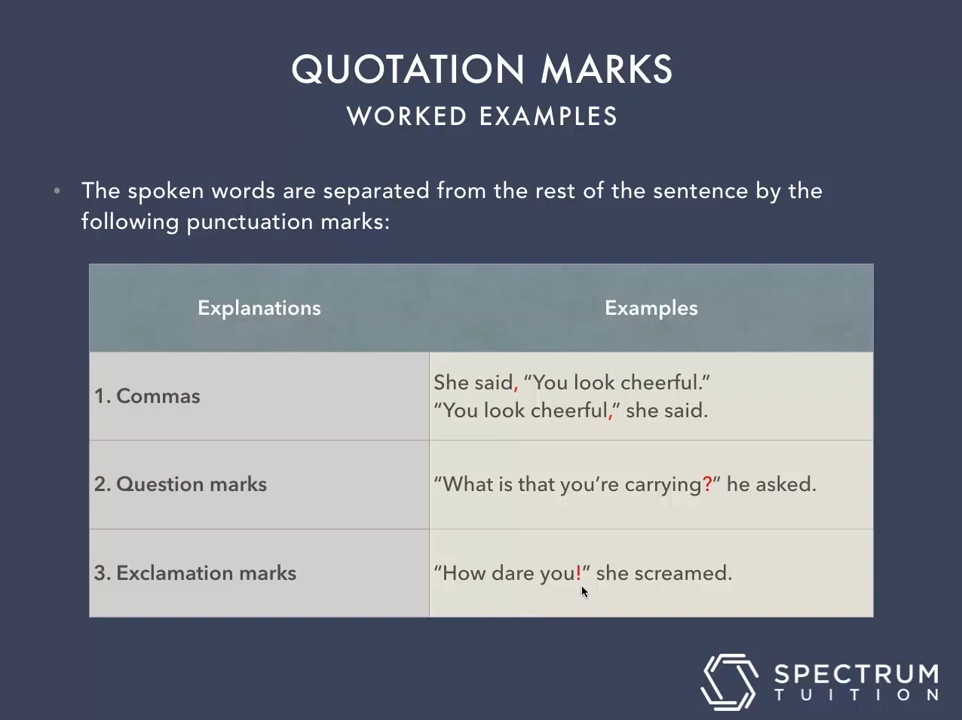 QUOTATION MARKS
WORKED EXAMPLES
• The spoken words are separated from the rest of the sentence by the
following punctuation marks:
Explanations
Examples
1. Commas
She said, “You look cheerful.”
“You look cheerful,” she said.
2. Question marks
“What is that you’re carrying?” he asked.
3. Exclamation marks
“How dare you!” she screamed.
SPECTRUM
TUITION